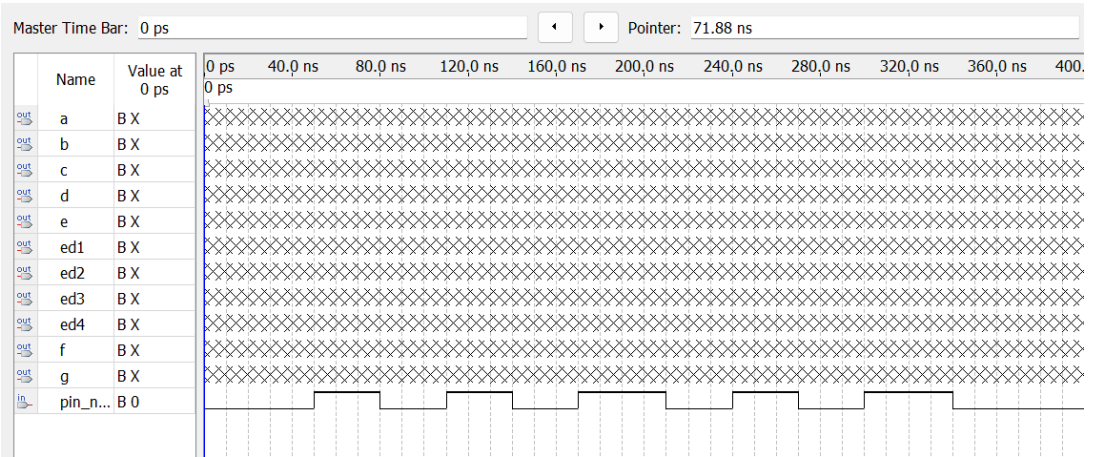 Master Time Bar: 0 ps Pointer: 71.88 ns
Name Value at 0 ps 0 ps 40.0 ns 80.0 ns 120.0 ns 160.0 ns 200.0 ns 240.0 ns 280.0 ns 320.0 ns 360.0 ns 400.
0 ps
out a B X
out b B X
out c B X
out d B X
out e B X
out ed1 B X
out ed2 B X
out ed3 B X
out ed4 B X
out f B X
out g B X
in pin_n... B 0